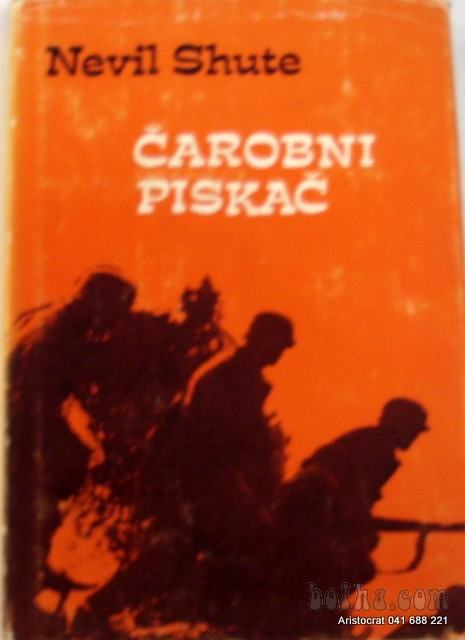 Nevil Shute
ČAROBNI
PISKAČ
bolha.com
Aristocrat 041 688 221